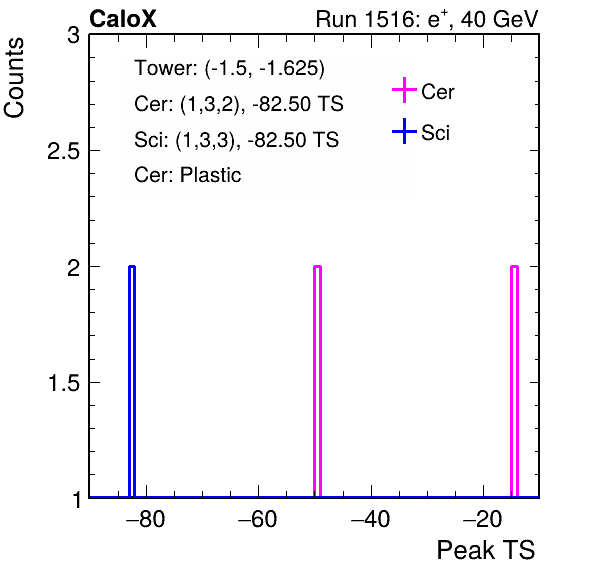 CaloX Run 1516: e+, 40 GeV
Counts
3
2.5
2
1.5
1
Tower: (-1.5, -1.625)
Cer: (1,3,2), -82.50 TS
Sci: (1,3,3), -82.50 TS
Cer: Plastic
Cer
Sci
−80 −60 −40 −20
Peak TS